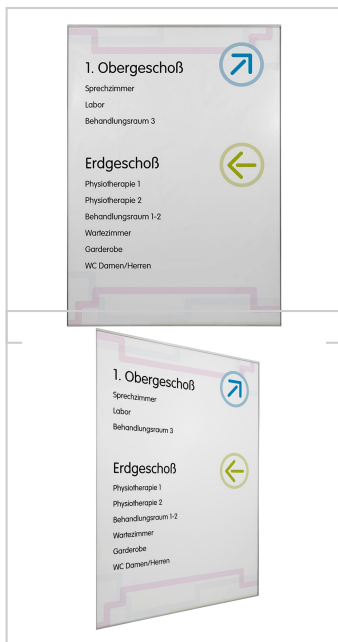 1. Obergeschoß
Sprechzimmer
Labor
Behandlungsraum 3
Erdgeschoß
Physiotherapie 1
Physiotherapie 2
Behandlungsraum 1-2
Wartezimmer
Garderobe
WC Damen/Herren
1. Obergeschoß
Sprechzimmer
Labor
Behandlungsraum 3
Erdgeschoß
Physiotherapie 1
Physiotherapie 2
Behandlungsraum 1-2
Wartezimmer
Garderobe
WC Damen/Herren